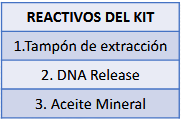 REACTIVOS DEL KIT
1.Tampón de extracción
2. DNA Release
3. Aceite Mineral